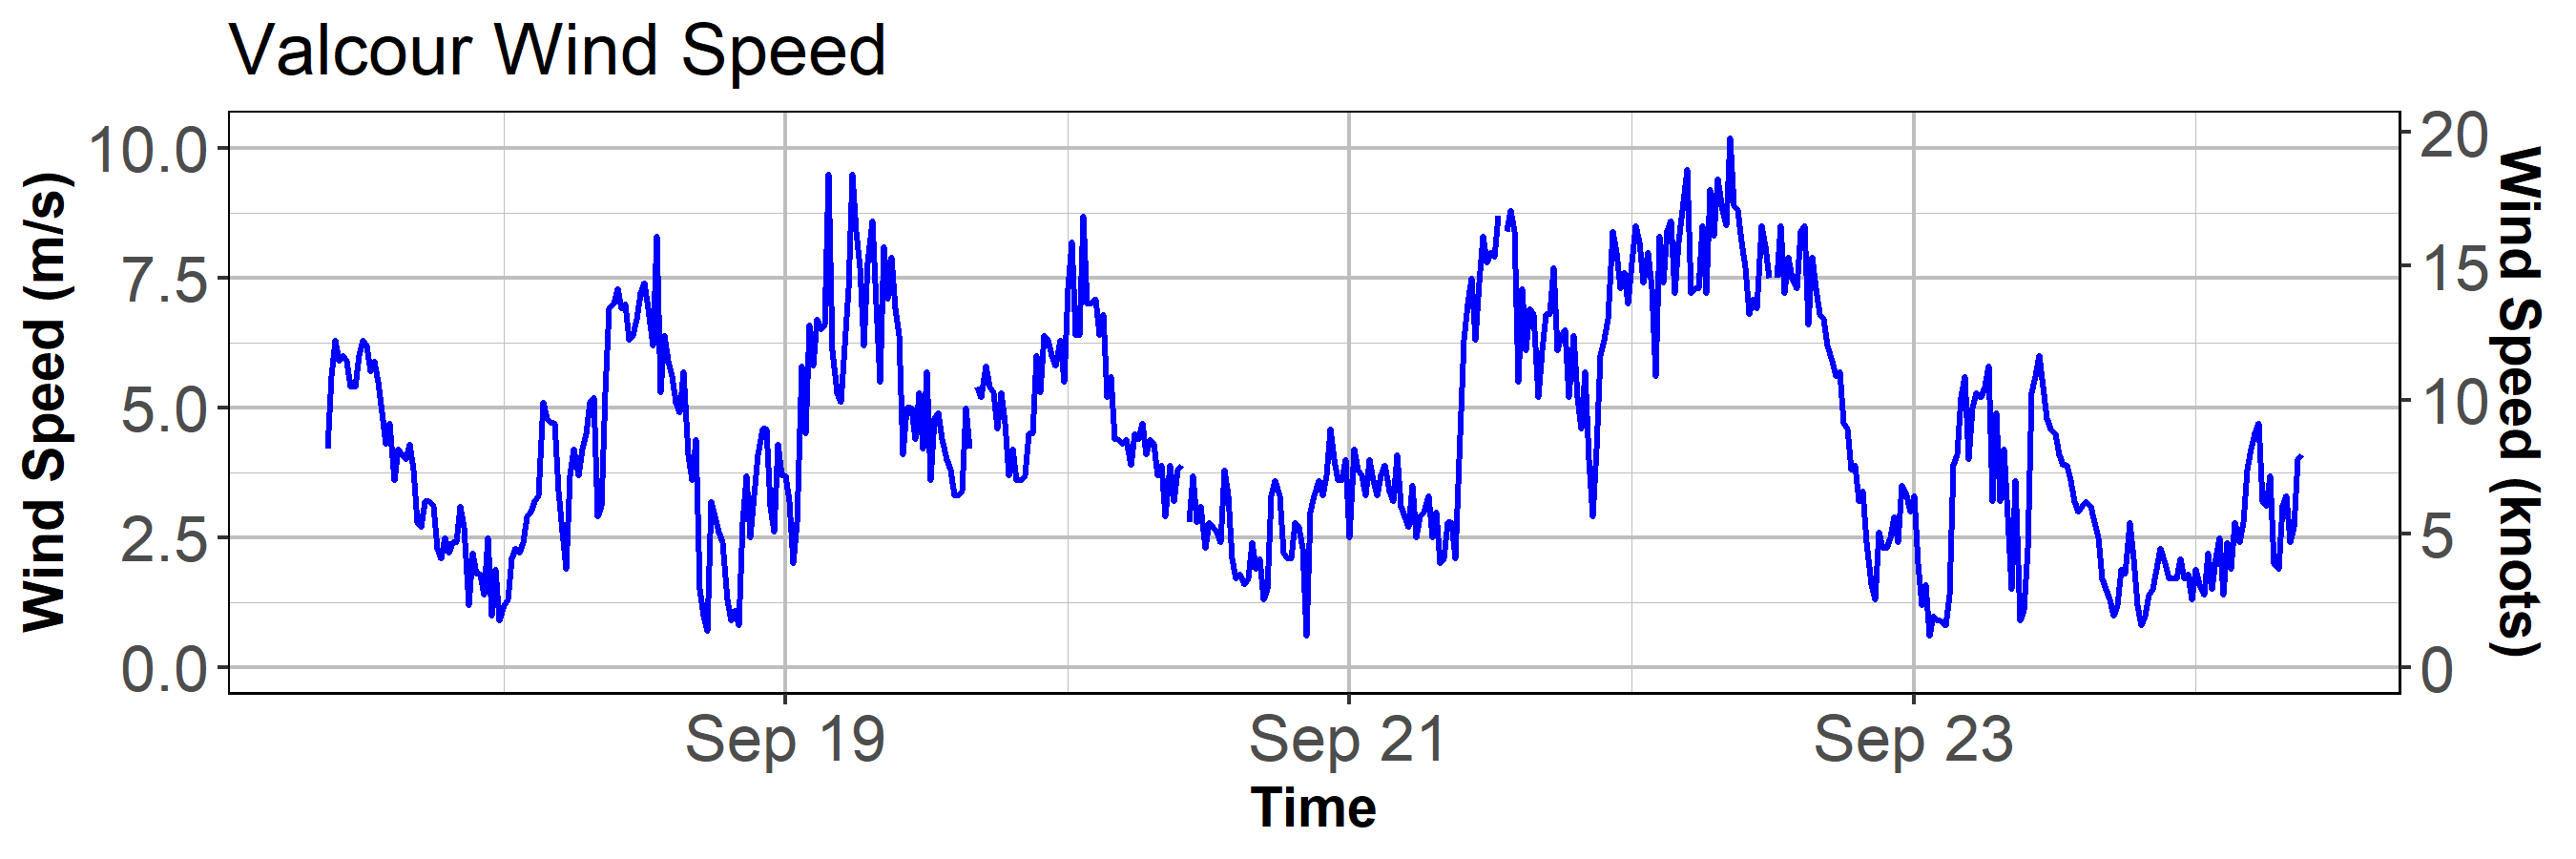 Valcour Wind Speed
Wind Speed (m/s)
10.0
7.5
5.0
2.5
0.0
20
15
10
5
0
Wind Speed (knots)
Sep 19
Sep 21
Sep 23
Time